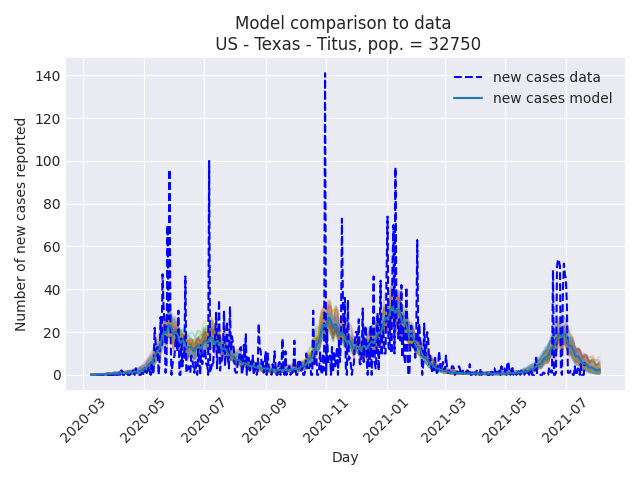 Model comparison to data
US - Texas - Titus, pop. = 32750
new cases data
new cases model
Number of new cases reported
140
120
100
80
60
40
20
0
2020-03
2020-05
2020-07
2020-09
2020-11
2021-01
2021-03
2021-05
2021-07
Day